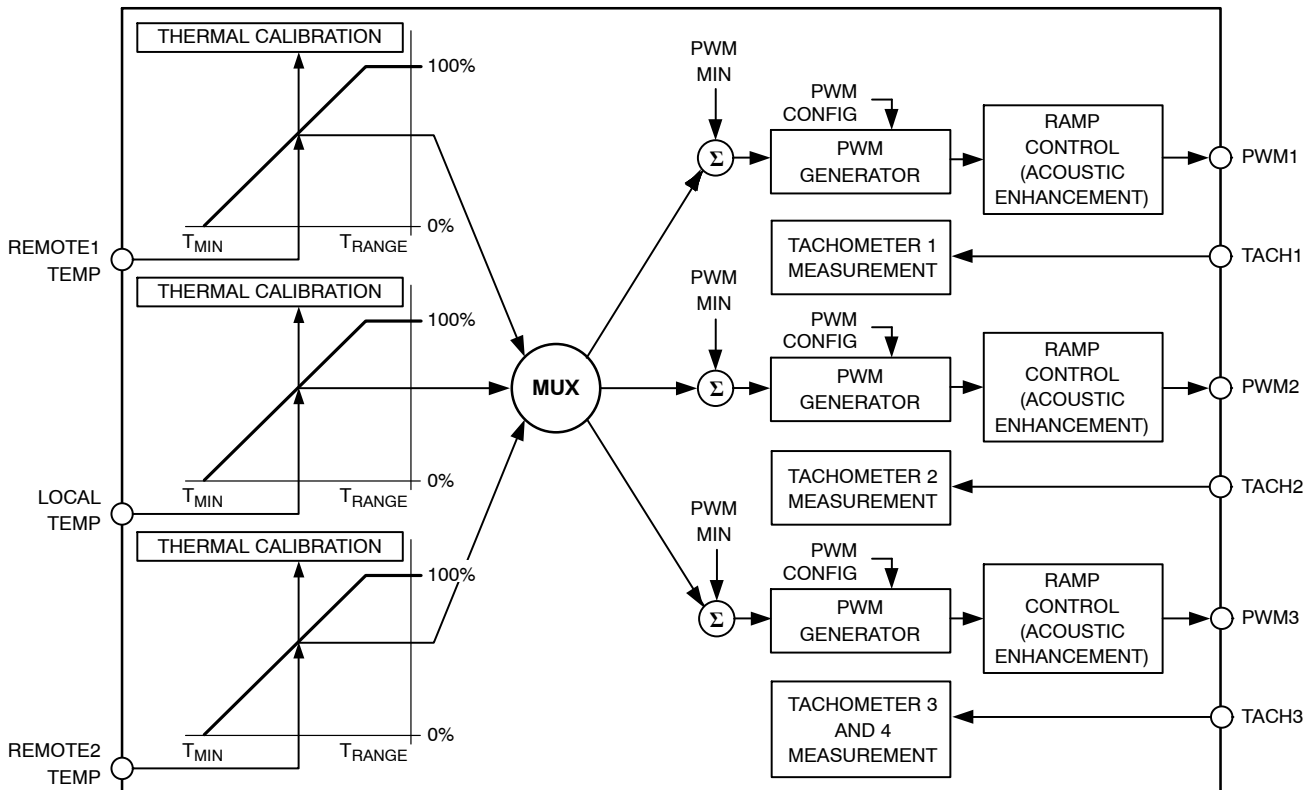 THERMAL CALIBRATION
100%
0%
T_MIN
T_RANGE
REMOTE1
TEMP
THERMAL CALIBRATION
100%
0%
T_MIN
T_RANGE
LOCAL
TEMP
THERMAL CALIBRATION
100%
0%
T_MIN
T_RANGE
REMOTE2
TEMP
MUX
PWM
MIN
Σ
PWM
CONFIG
PWM
GENERATOR
RAMP
CONTROL
(ACOUSTIC
ENHANCEMENT)
PWM1
TACHOMETER 1
MEASUREMENT
TACH1
PWM
MIN
Σ
PWM
CONFIG
PWM
GENERATOR
RAMP
CONTROL
(ACOUSTIC
ENHANCEMENT)
PWM2
TACHOMETER 2
MEASUREMENT
TACH2
PWM
MIN
Σ
PWM
CONFIG
PWM
GENERATOR
RAMP
CONTROL
(ACOUSTIC
ENHANCEMENT)
PWM3
TACHOMETER 3
AND 4
MEASUREMENT
TACH3